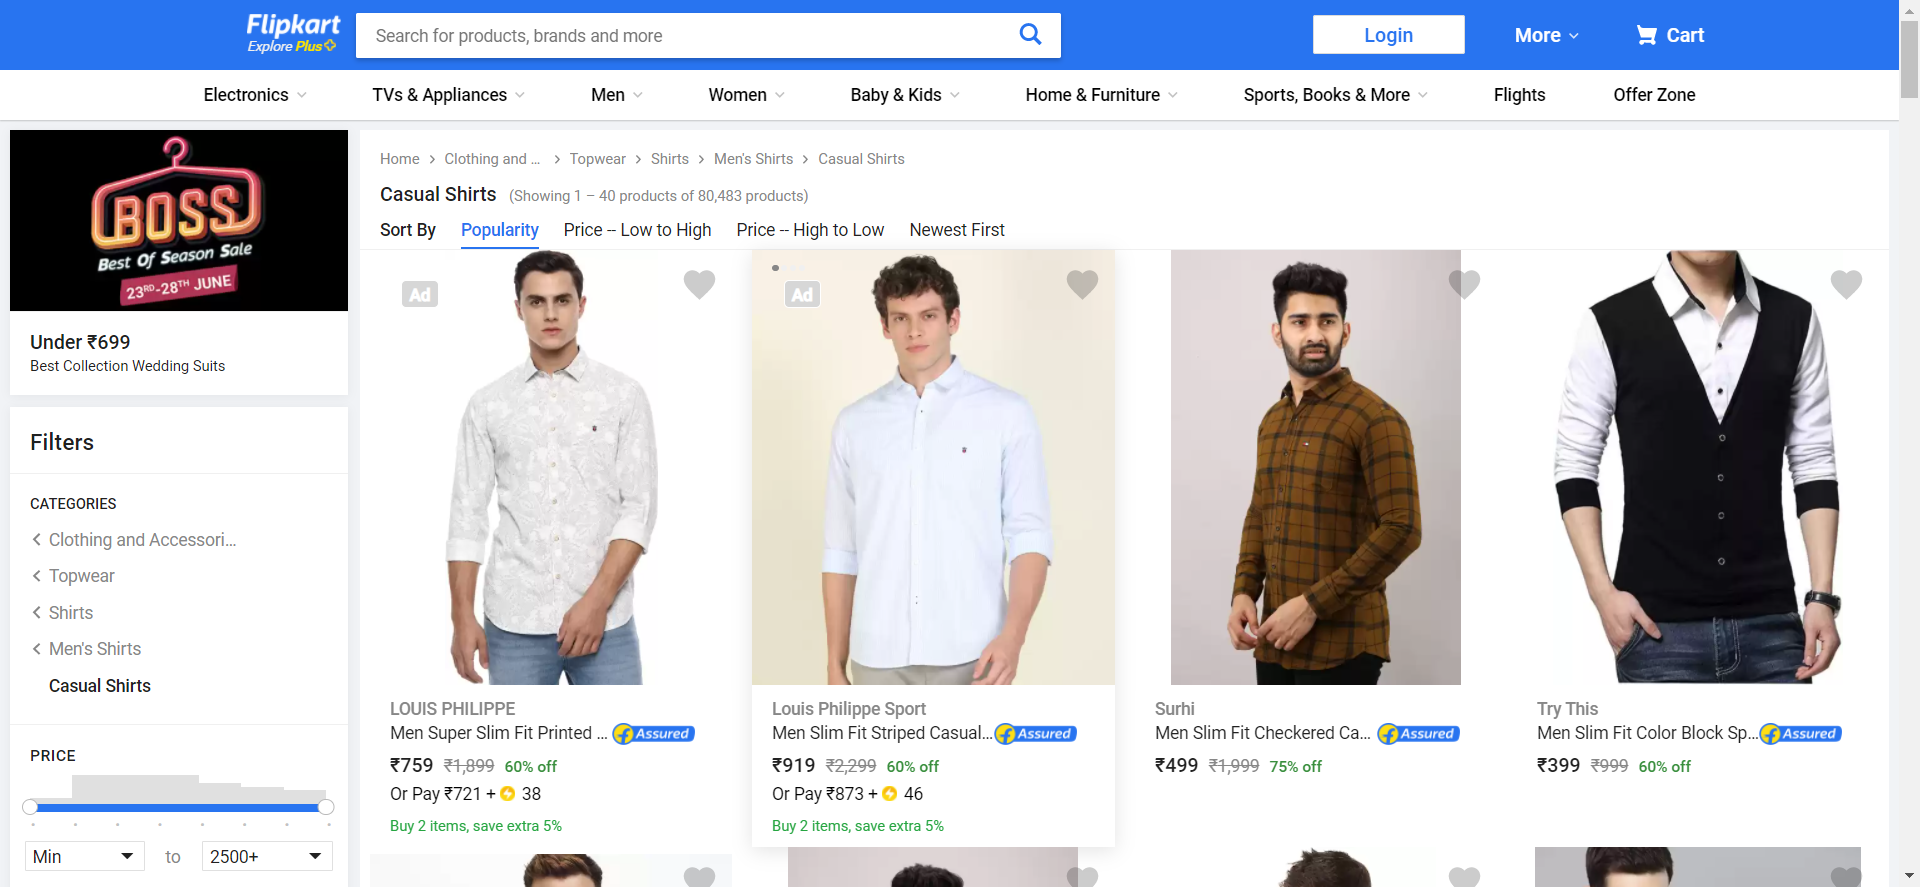 Flipkart
Explore Plus
Search for products, brands and more
Login
More
Cart
Electronics
TVs & Appliances
Men
Women
Baby & Kids
Home & Furniture
Sports, Books & More
Flights
Offer Zone
BOSS
Best Of Season Sale
23RD-28TH JUNE
Under ₹699
Best Collection Wedding Suits
Filters
CATEGORIES
Clothing and Accessori...
Topwear
Shirts
Men's Shirts
Casual Shirts
PRICE
Min
to
2500+
Home
Clothing and ...
Topwear
Shirts
Men's Shirts
Casual Shirts
Casual Shirts (Showing 1 – 40 products of 80,483 products)
Sort By
Popularity
Price -- Low to High
Price -- High to Low
Newest First
Ad
LOUIS PHILIPPE
Men Super Slim Fit Printed ... Assured
₹759 ₹1,899 60% off
Or Pay ₹721 + 38
Buy 2 items, save extra 5%
Ad
Louis Philippe Sport
Men Slim Fit Striped Casual... Assured
₹919 ₹2,299 60% off
Or Pay ₹873 + 46
Buy 2 items, save extra 5%
Surhi
Men Slim Fit Checkered Ca... Assured
₹499 ₹1,999 75% off
Try This
Men Slim Fit Color Block Sp... Assured
₹399 ₹999 60% off